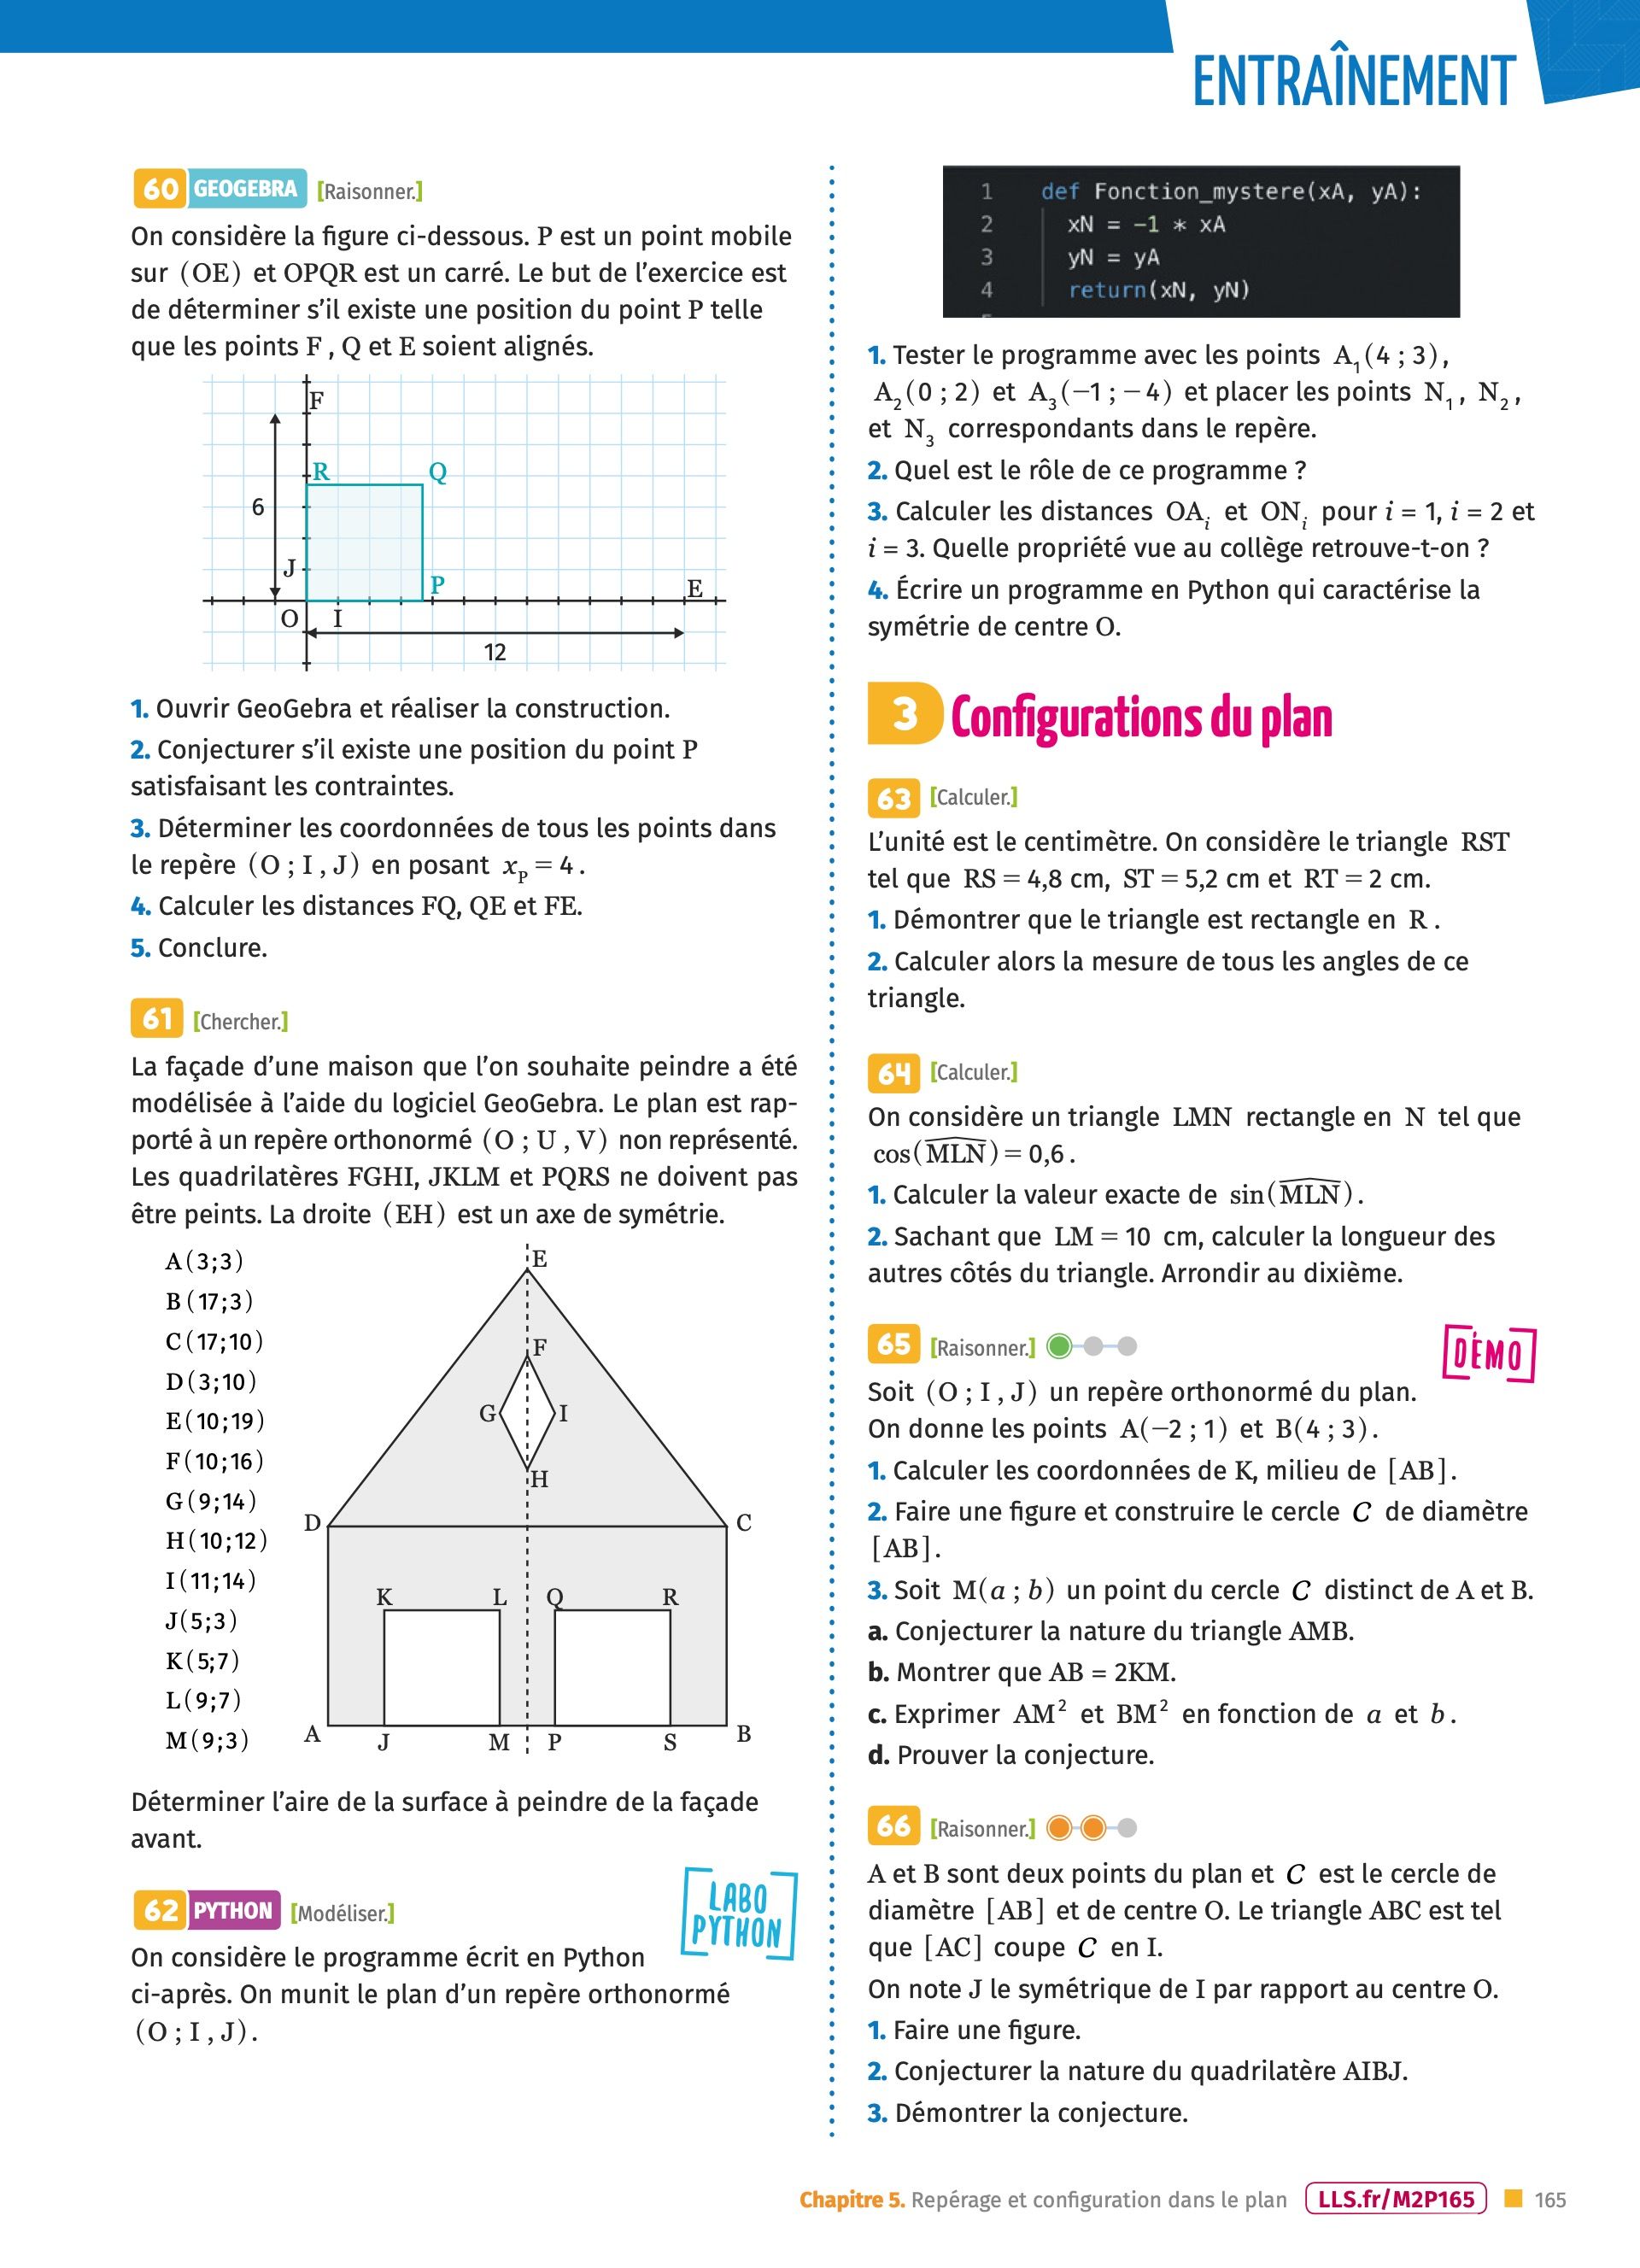 ENTRAÎNEMENT
60 GEOGEBRA [Raisonner.]
On considère la figure ci-dessous. P est un point mobile
sur (OE) et OPQR est un carré. Le but de l'exercice est
de déterminer s'il existe une position du point P telle
que les points F , Q et E soient alignés.
F
R
Q
6
J
P
E
O
I
12
1. Ouvrir GeoGebra et réaliser la construction.
2. Conjecturer s'il existe une position du point P
satisfaisant les contraintes.
3. Déterminer les coordonnées de tous les points dans
le repère (O ; I , J) en posant xP = 4 .
4. Calculer les distances FQ, QE et FE.
5. Conclure.
61 [Chercher.]
La façade d'une maison que l'on souhaite peindre a été
modélisée à l'aide du logiciel GeoGebra. Le plan est rap-
porté à un repère orthonormé (O ; U , V) non représenté.
Les quadrilatères FGHI, JKLM et PQRS ne doivent pas
être peints. La droite (EH) est un axe de symétrie.
A(3;3)
B(17;3)
C(17;10)
D(3;10)
E(10;19)
F(10;16)
G(9;14)
H(10;12)
I(11;14)
J(5;3)
K(5;7)
L(9;7)
M(9;3)
E
F
G
I
H
D
C
K
L
Q
R
A
J
M
P
S
B
Déterminer l'aire de la surface à peindre de la façade
avant.
62 PYTHON [Modéliser.]
LABO
PYTHON
On considère le programme écrit en Python
ci-après. On munit le plan d'un repère orthonormé
(O ; I , J).
1 def Fonction_mystere(xA, yA):
2 xN = -1 * xA
3 yN = yA
4 return(xN, yN)
1. Tester le programme avec les points A₁(4 ; 3),
A₂(0 ; 2) et A₃(−1 ; −4) et placer les points N₁, N₂,
et N₃ correspondants dans le repère.
2. Quel est le rôle de ce programme ?
3. Calculer les distances OAᵢ et ONᵢ pour i = 1, i = 2 et
i = 3. Quelle propriété vue au collège retrouve-t-on ?
4. Écrire un programme en Python qui caractérise la
symétrie de centre O.
3 Configurations du plan
63 [Calculer.]
L'unité est le centimètre. On considère le triangle RST
tel que RS = 4,8 cm, ST = 5,2 cm et RT = 2 cm.
1. Démontrer que le triangle est rectangle en R .
2. Calculer alors la mesure de tous les angles de ce
triangle.
64 [Calculer.]
On considère un triangle LMN rectangle en N tel que
cos(MLN) = 0,6 .
1. Calculer la valeur exacte de sin(MLN).
2. Sachant que LM = 10 cm, calculer la longueur des
autres côtés du triangle. Arrondir au dixième.
65 [Raisonner.]
DÉMO
Soit (O ; I , J) un repère orthonormé du plan.
On donne les points A(−2 ; 1) et B(4 ; 3).
1. Calculer les coordonnées de K, milieu de [AB].
2. Faire une figure et construire le cercle C de diamètre
[AB].
3. Soit M(a ; b) un point du cercle C distinct de A et B.
a. Conjecturer la nature du triangle AMB.
b. Montrer que AB = 2KM.
c. Exprimer AM² et BM² en fonction de a et b.
d. Prouver la conjecture.
66 [Raisonner.]
A et B sont deux points du plan et C est le cercle de
diamètre [AB] et de centre O. Le triangle ABC est tel
que [AC] coupe C en I.
On note J le symétrique de I par rapport au centre O.
1. Faire une figure.
2. Conjecturer la nature du quadrilatère AIBJ.
3. Démontrer la conjecture.
Chapitre 5. Repérage et configuration dans le plan LLS.fr/M2P165 165